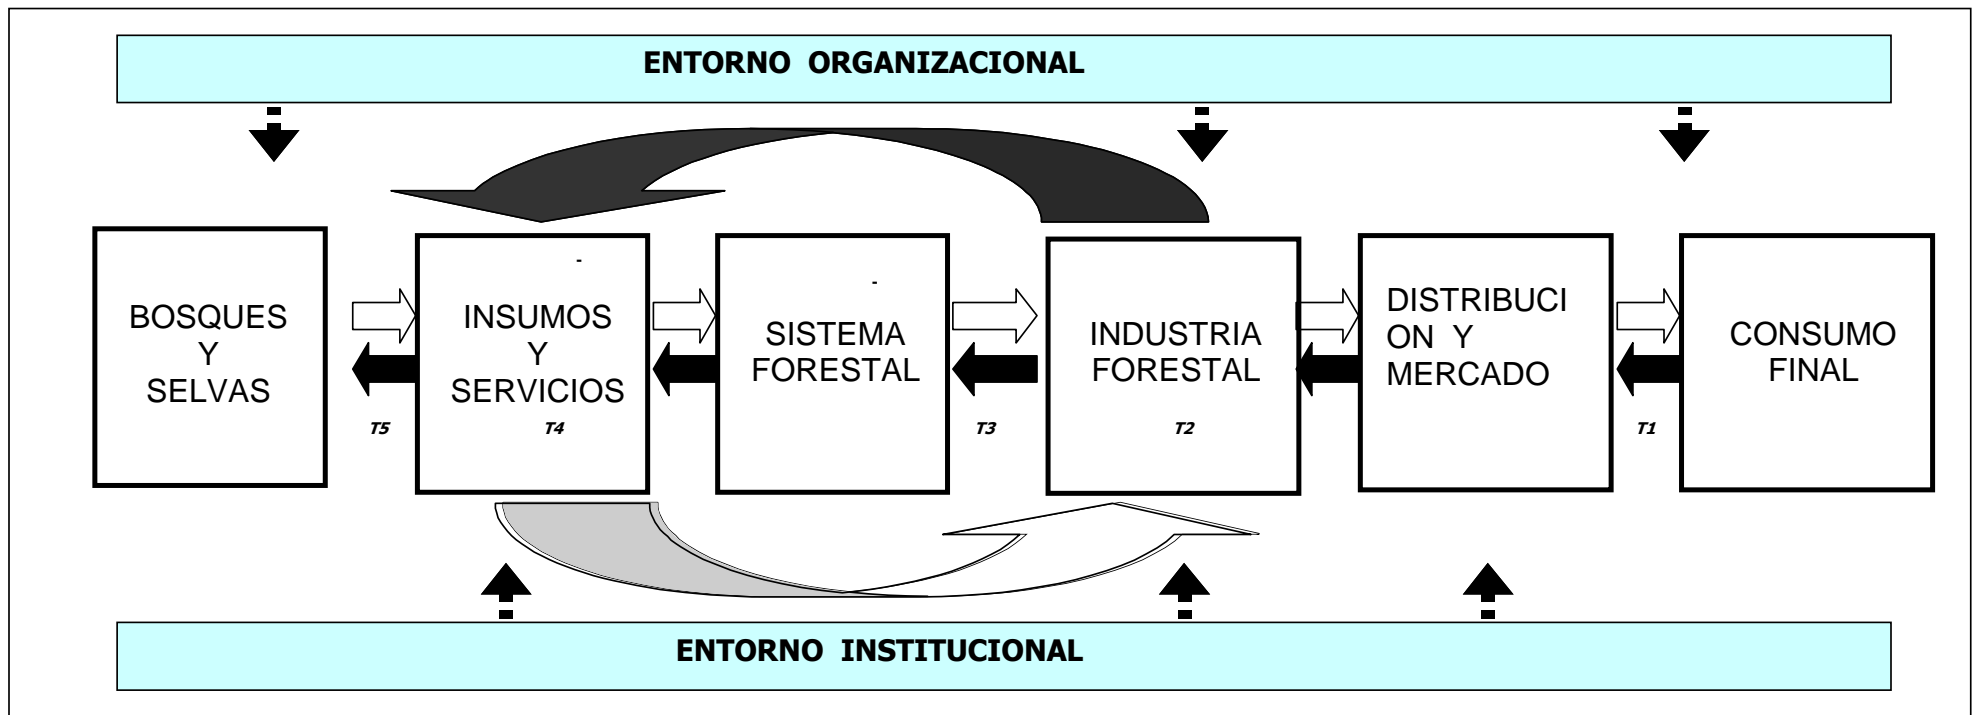 ENTORNO ORGANIZACIONAL
BOSQUES
Y
SELVAS
-
INSUMOS
Y
SERVICIOS
-
SISTEMA
FORESTAL
INDUSTRIA
FORESTAL
DISTRIBUCI
ON Y
MERCADO
CONSUMO
FINAL
T5
T4
T3
T2
T1
ENTORNO INSTITUCIONAL